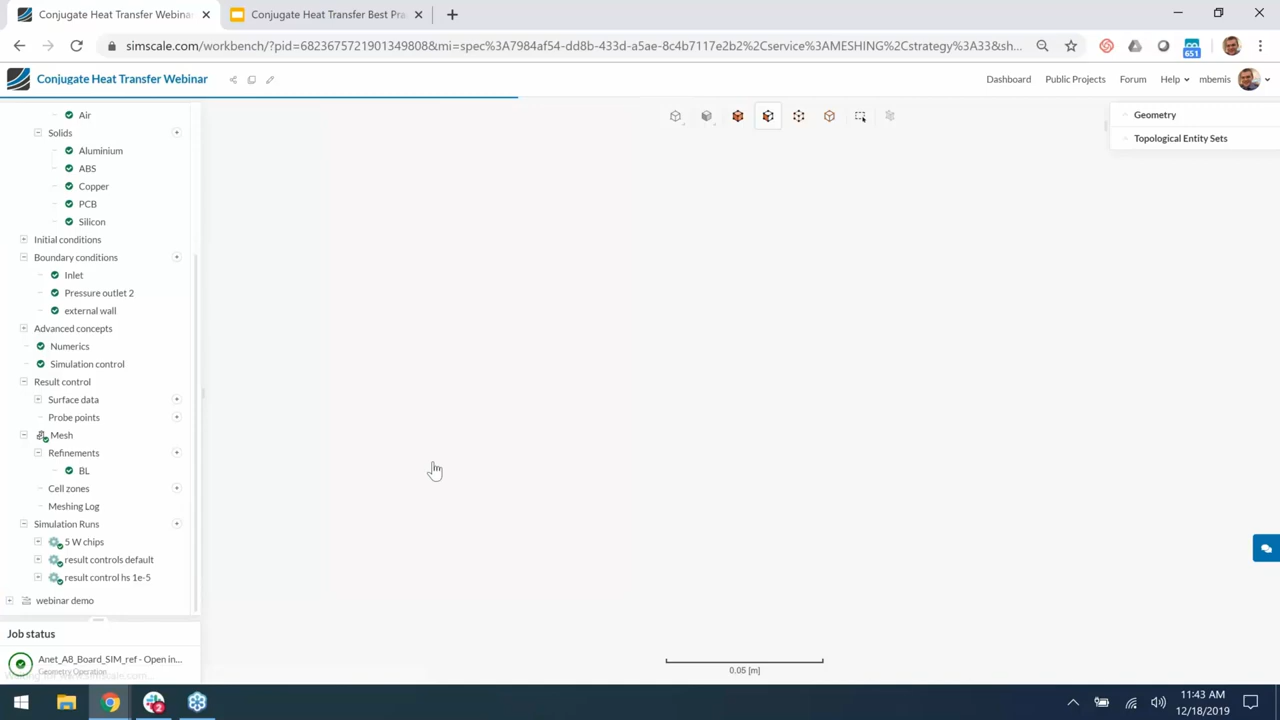 Conjugate Heat Transfer Webinar
Conjugate Heat Transfer Best Pra
simscale.com/workbench/?pid=682367572190134980&mi=spec%3A7984af54-dd8b-433d-a5ae-8c4b7117e2b2%2Cservice%3AMESHING%2Cstrategy%3A33&sh...
651
Conjugate Heat Transfer Webinar
Dashboard Public Projects Forum Help mbemis
Air
Solids
Aluminium
ABS
Copper
PCB
Silicon
Initial conditions
Boundary conditions
Inlet
Pressure outlet 2
external wall
Advanced concepts
Numerics
Simulation control
Result control
Surface data
Probe points
Mesh
Refinements
BL
Cell zones
Meshing Log
Simulation Runs
5 W chips
result controls default
result control hs 1e-5
webinar demo
Job status
Anet_A8_Board_SIM_ref - Open in...
Geometry Operation
Geometry
Topological Entity Sets
0.05 [m]
2
11:43 AM
12/18/2019